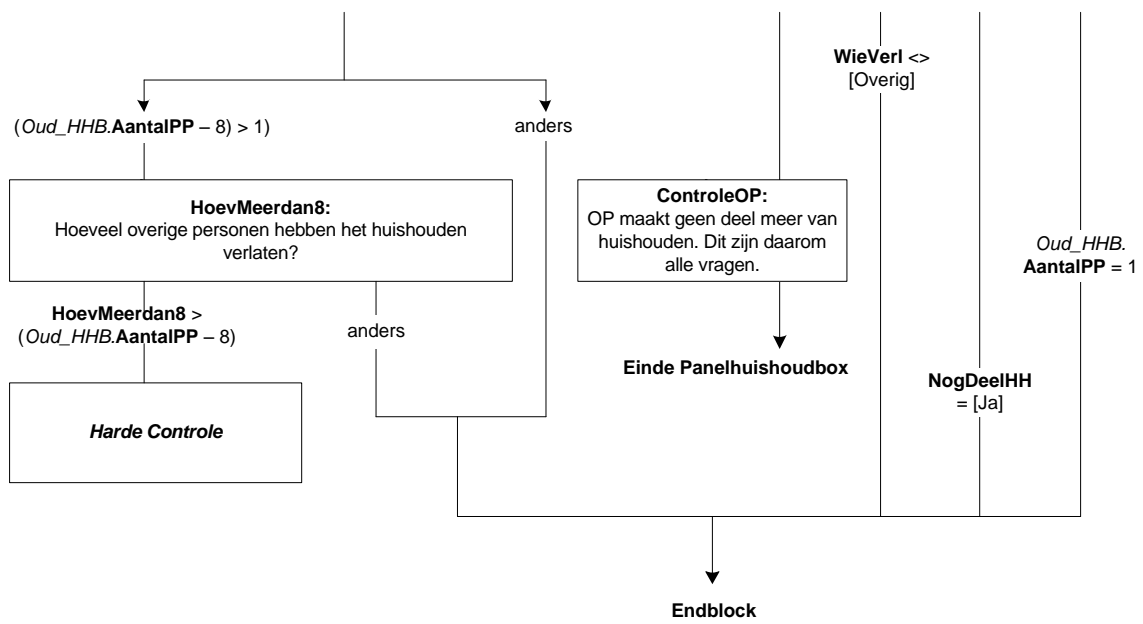 WieVerl <>
[Overig]
(Oud_HHB.AantalPP – 8) > 1)
anders
HoevMeerdan8:
Hoeveel overige personen hebben het huishouden
verlaten?
ControleOP:
OP maakt geen deel meer van
huishouden. Dit zijn daarom
alle vragen.
Oud_HHB.
AantalPP = 1
HoevMeerdan8 >
(Oud_HHB.AantalPP – 8)
anders
Einde Panelhuishoudbox
NogDeelHH
= [Ja]
Harde Controle
Endblock